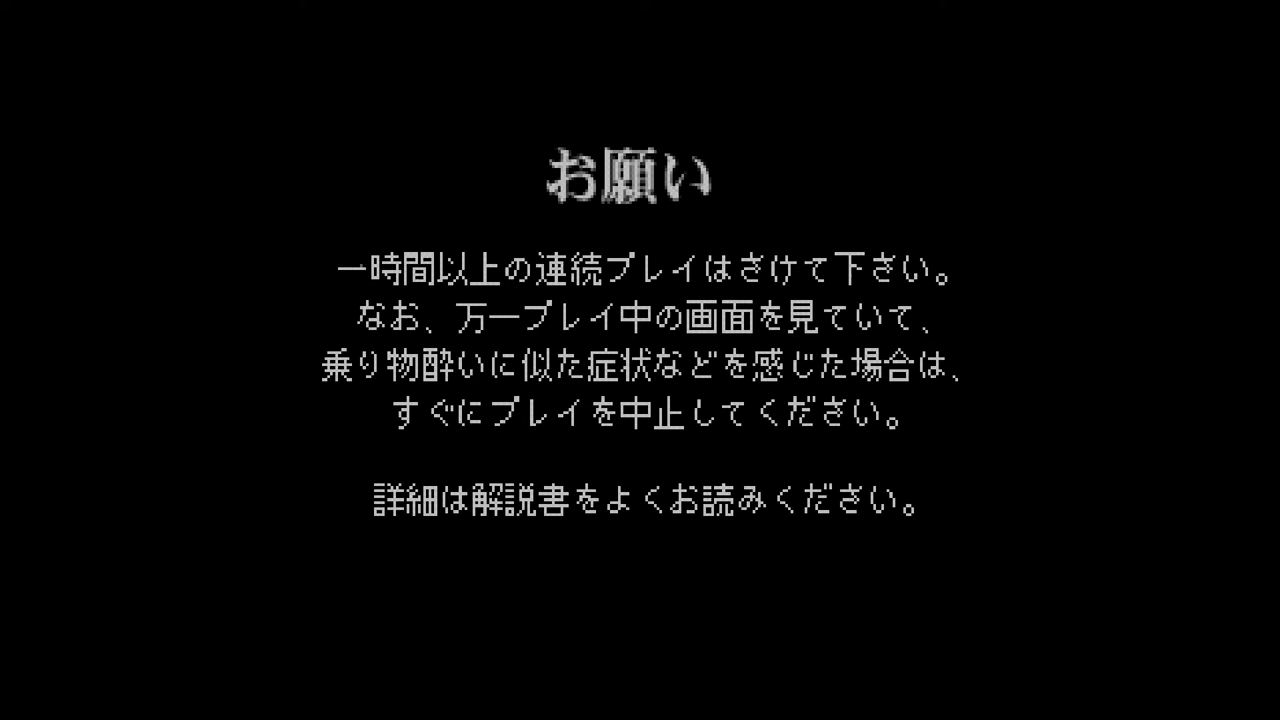 お願い
一時間以上の連続プレイはさけて下さい。
なお、万一プレイ中の画面を見ていて、
乗り物酔いに似た症状などを感じた場合は、
すぐにプレイを中止してください。
詳細は解説書をよくお読みください。